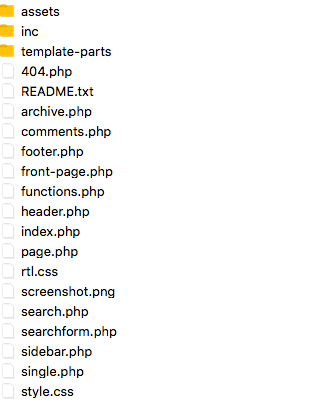 assets
inc
template-parts
404.php
README.txt
archive.php
comments.php
footer.php
front-page.php
functions.php
header.php
index.php
page.php
rtl.css
screenshot.png
search.php
searchform.php
sidebar.php
single.php
style.css